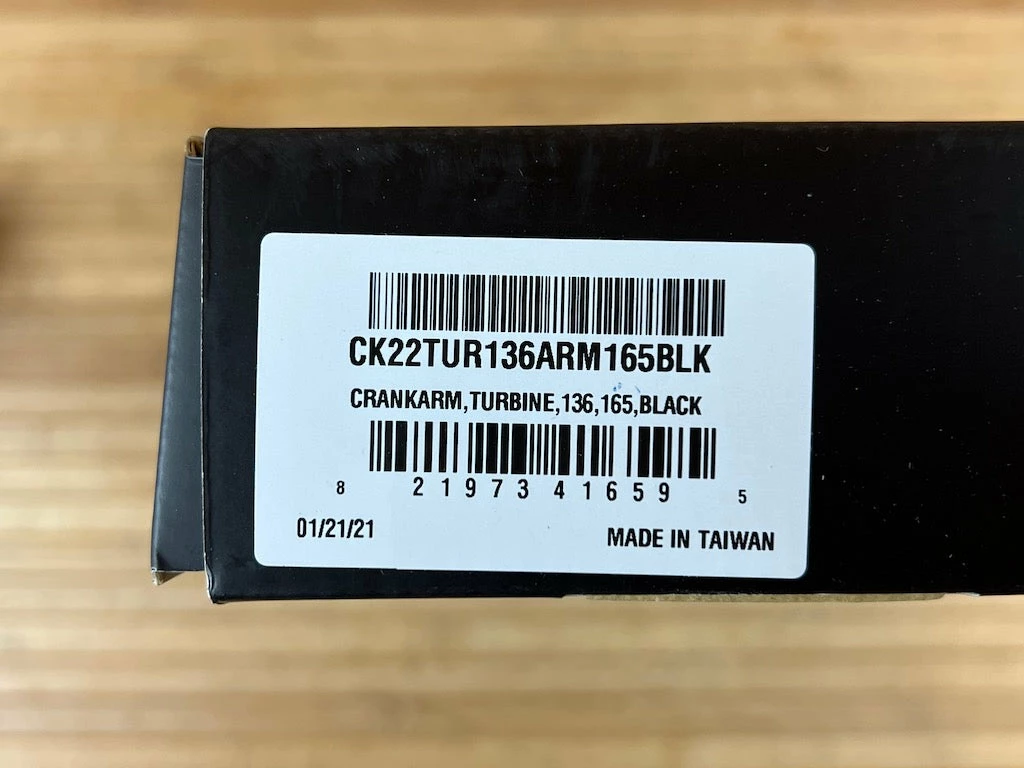 CK22TUR136ARM165BLK
CRANKARM,TURBINE,136,165,BLACK
8 21973 41659 5
01/21/21 MADE IN TAIWAN